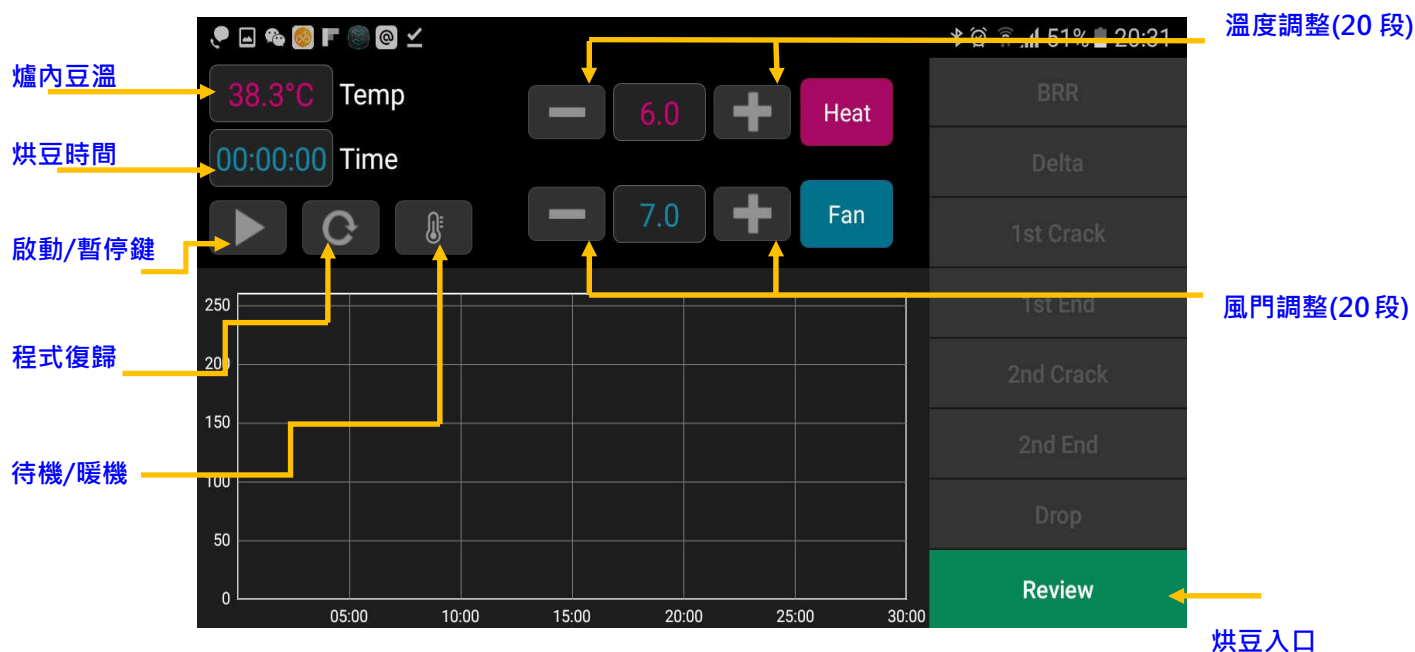 溫度調整(20 段)
51% 20:31
爐內豆溫
38.3°C Temp
6.0
Heat
BRR
烘豆時間
00:00:00 Time
Delta
7.0
Fan
1st Crack
啟動/暫停鍵
風門調整(20 段)
1st End
程式復歸
2nd Crack
待機/暖機
2nd End
Drop
Review
烘豆入口
250
200
150
100
50
0
05:00 10:00 15:00 20:00 25:00 30:00